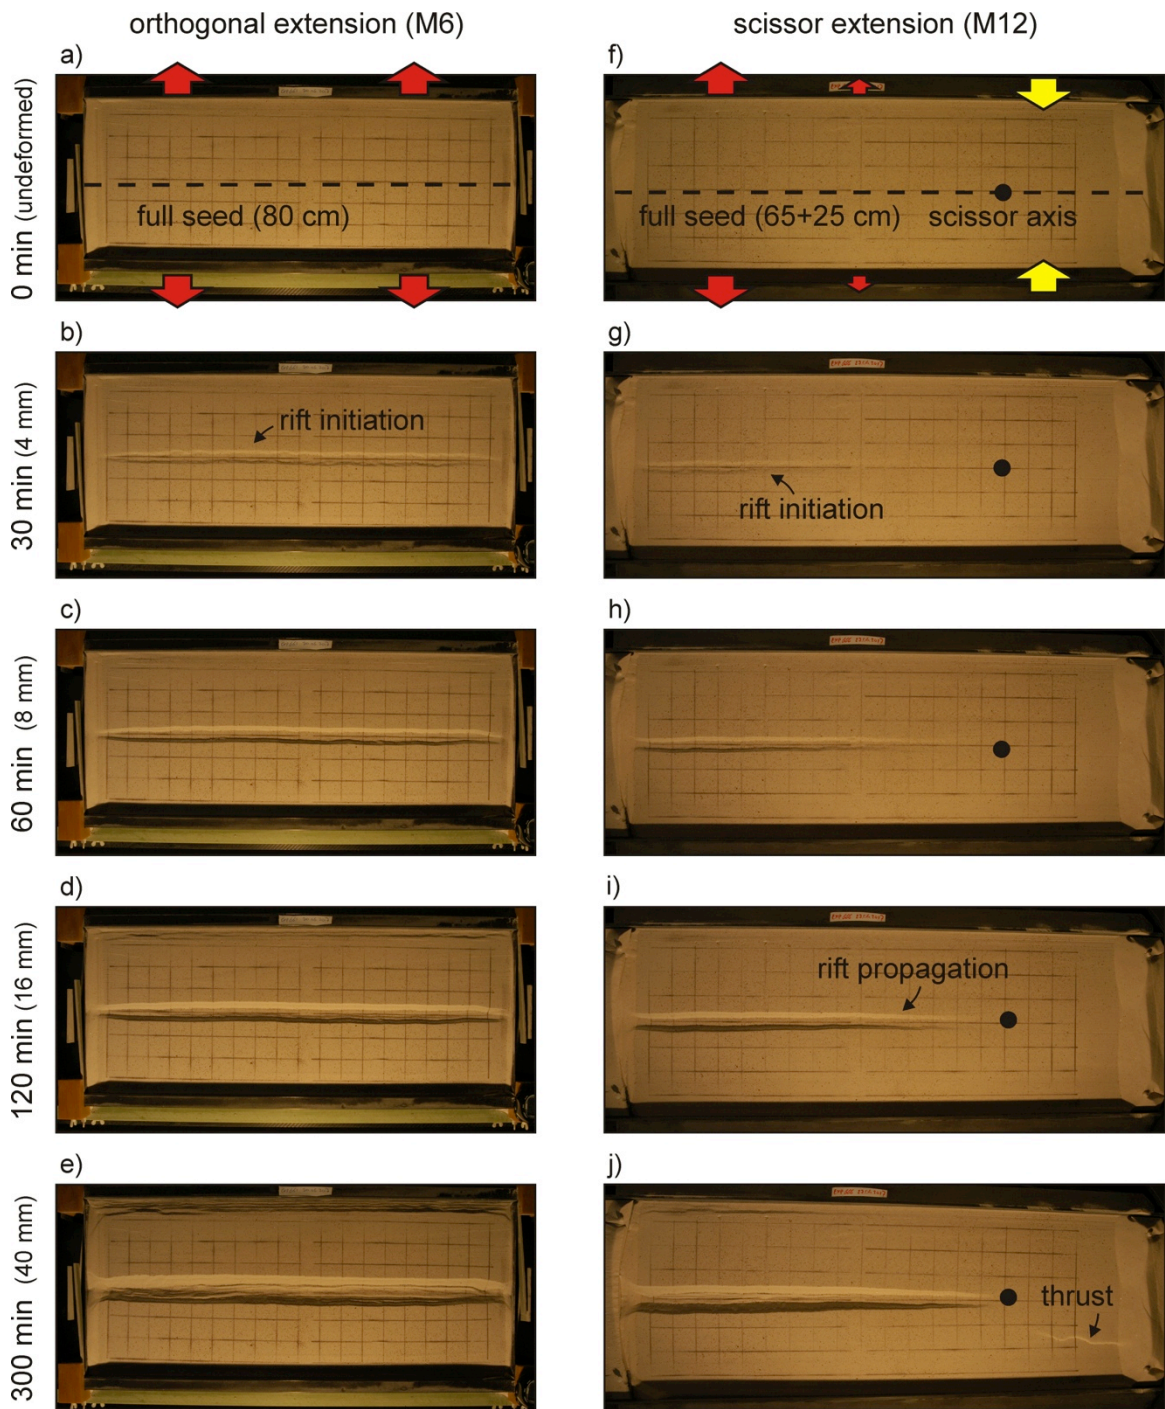 orthogonal extension (M6)
scissor extension (M12)
a)
f)
0 min (undeformed)
full seed (80 cm)
full seed (65+25 cm)
scissor axis
b)
g)
30 min (4 mm)
rift initiation
rift initiation
c)
h)
60 min (8 mm)
d)
i)
120 min (16 mm)
rift propagation
e)
j)
300 min (40 mm)
thrust